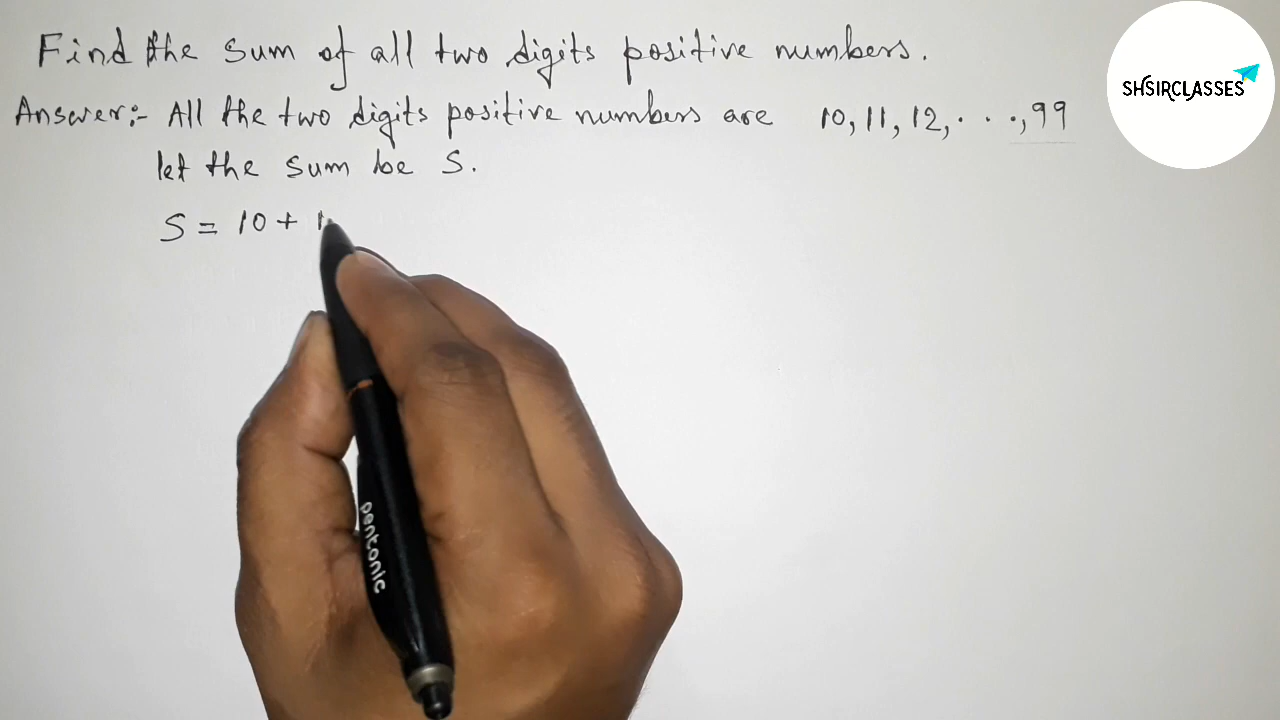 Find the sum of all two digits positive numbers.
SHSIRCLASSES
Answer:- All the two digits positive numbers are 10, 11, 12, . . ., 99
let the sum be S.
S = 10 + 1
pentonic